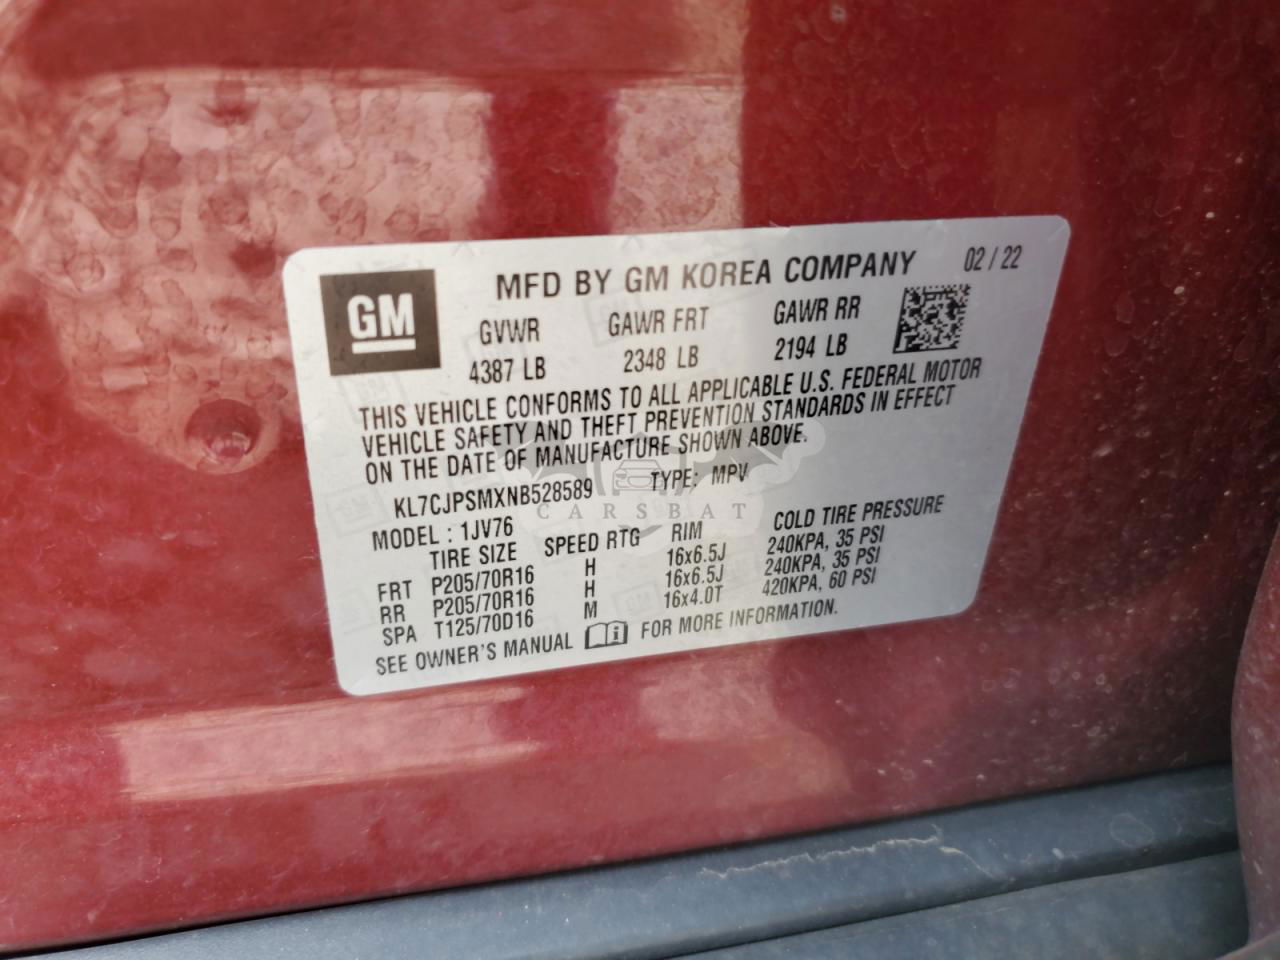 GM
MFD BY GM KOREA COMPANY 02 / 22
GVWR GAWR FRT GAWR RR
4387 LB 2348 LB 2194 LB
THIS VEHICLE CONFORMS TO ALL APPLICABLE U.S. FEDERAL MOTOR
VEHICLE SAFETY AND THEFT PREVENTION STANDARDS IN EFFECT
ON THE DATE OF MANUFACTURE SHOWN ABOVE.
KL7CJPSMXNB528589 TYPE: MPV
CARSBAT
MODEL : 1JV76
TIRE SIZE SPEED RTG RIM COLD TIRE PRESSURE
FRT P205/70R16 H 16x6.5J 240KPA, 35 PSI
RR P205/70R16 H 16x6.5J 240KPA, 35 PSI
SPA T125/70D16 M 16x4.0T 420KPA, 60 PSI
SEE OWNER'S MANUAL FOR MORE INFORMATION.